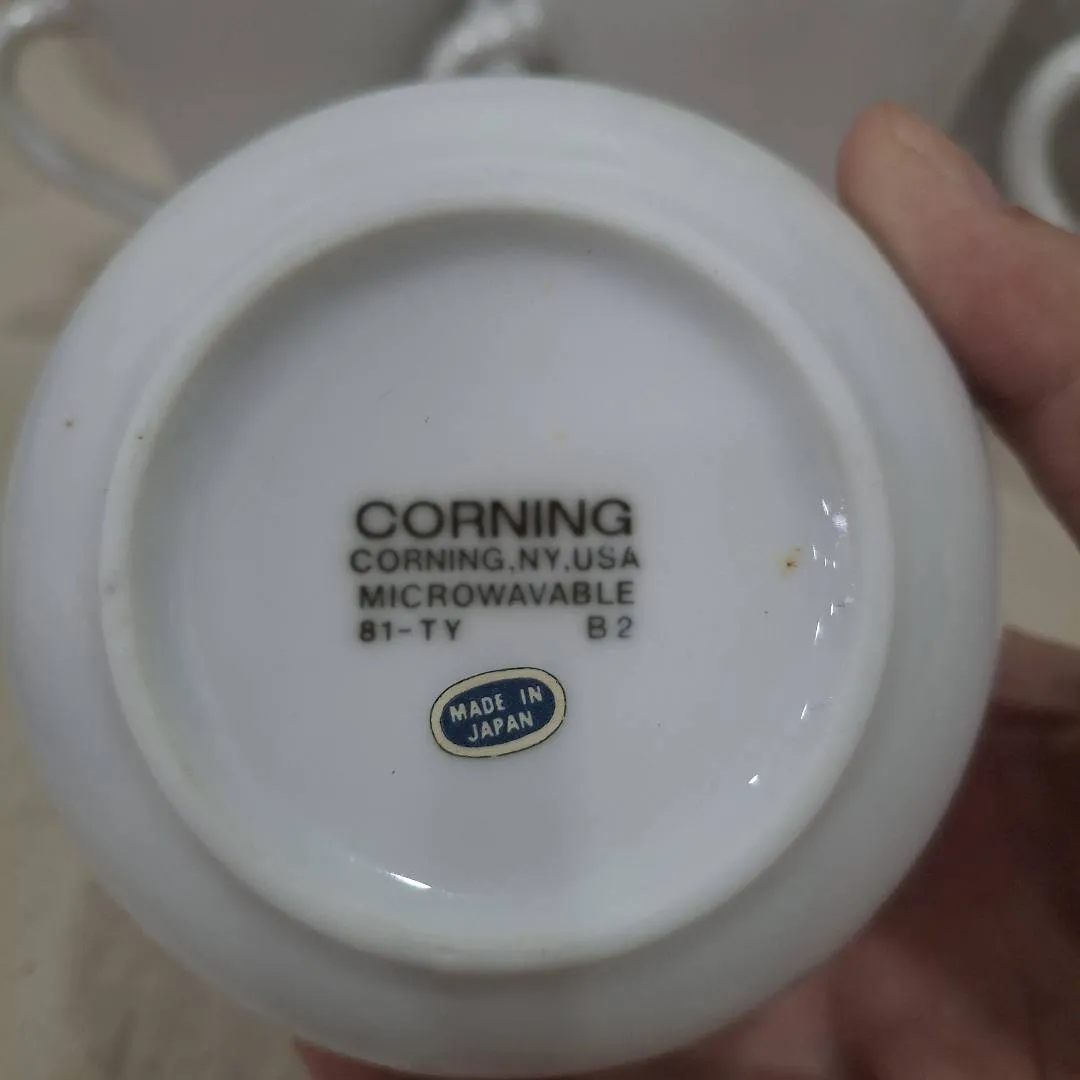 CORNING
CORNING,NY,USA
MICROWAVABLE
81-TY B2
MADE IN
JAPAN